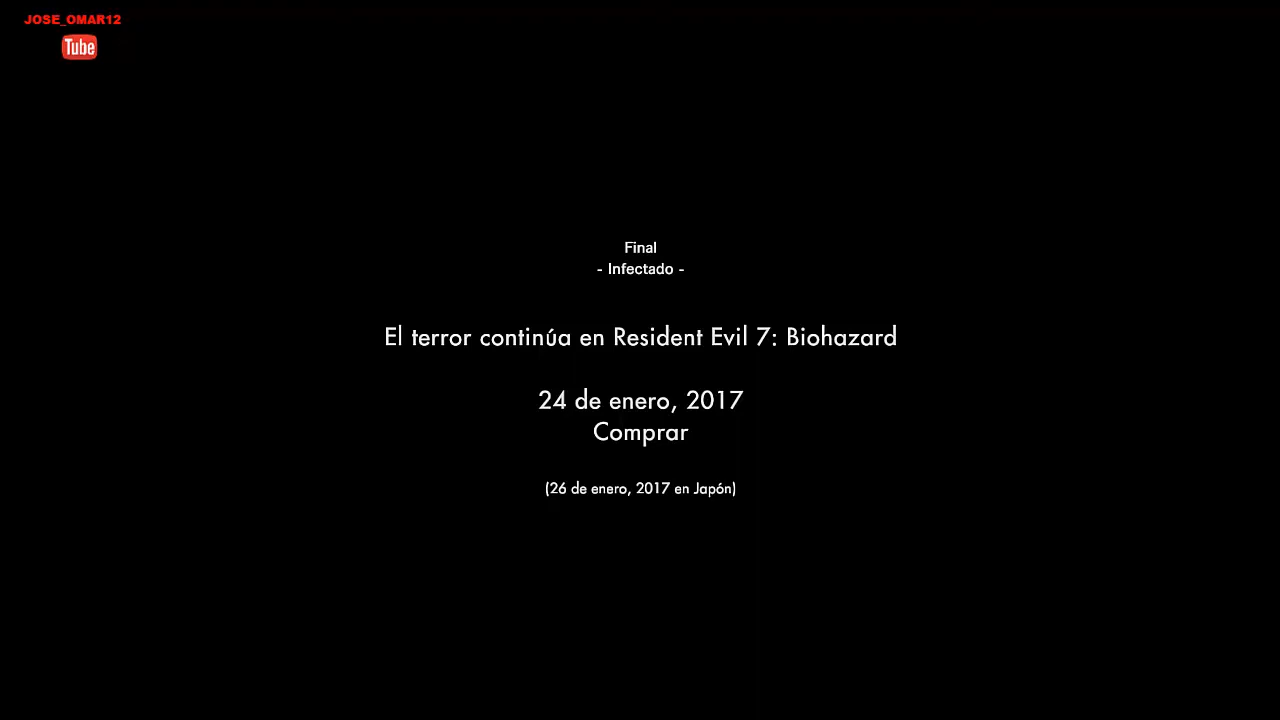 JOSE_OMAR12
Tube
Final
- Infectado -
El terror continúa en Resident Evil 7: Biohazard
24 de enero, 2017
Comprar
(26 de enero, 2017 en Japón)